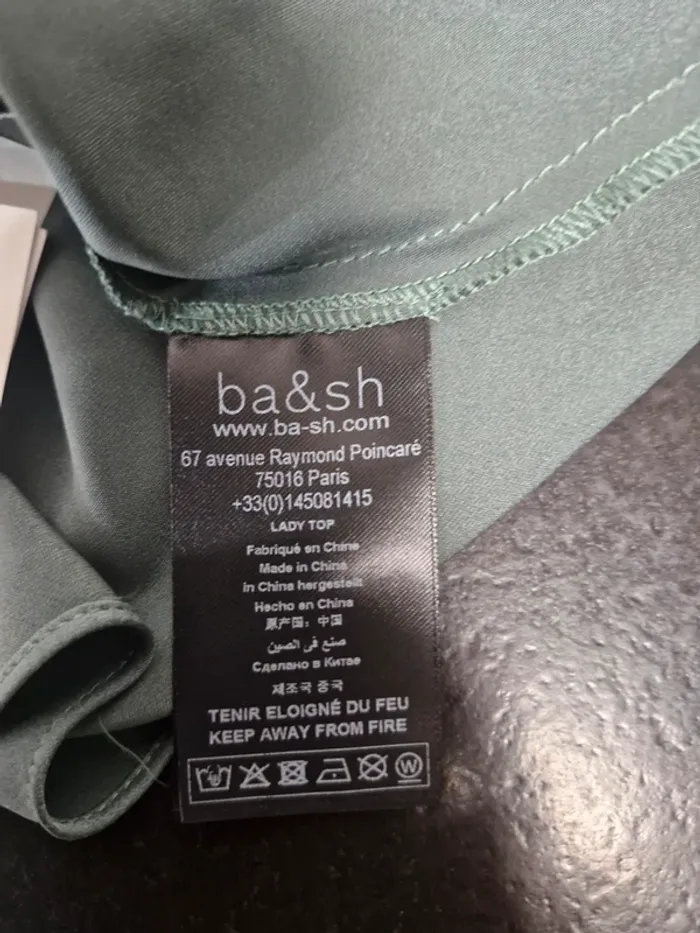 ba&sh
www.ba-sh.com
67 avenue Raymond Poincaré
75016 Paris
+33(0)145081415
LADY TOP
Fabriqué en Chine
Made in China
in China hergestellt
Hecho en China
原产国：中国
صنع في الصين
Сделано в Китае
제조국 중국
TENIR ELOIGNÉ DU FEU
KEEP AWAY FROM FIRE
W